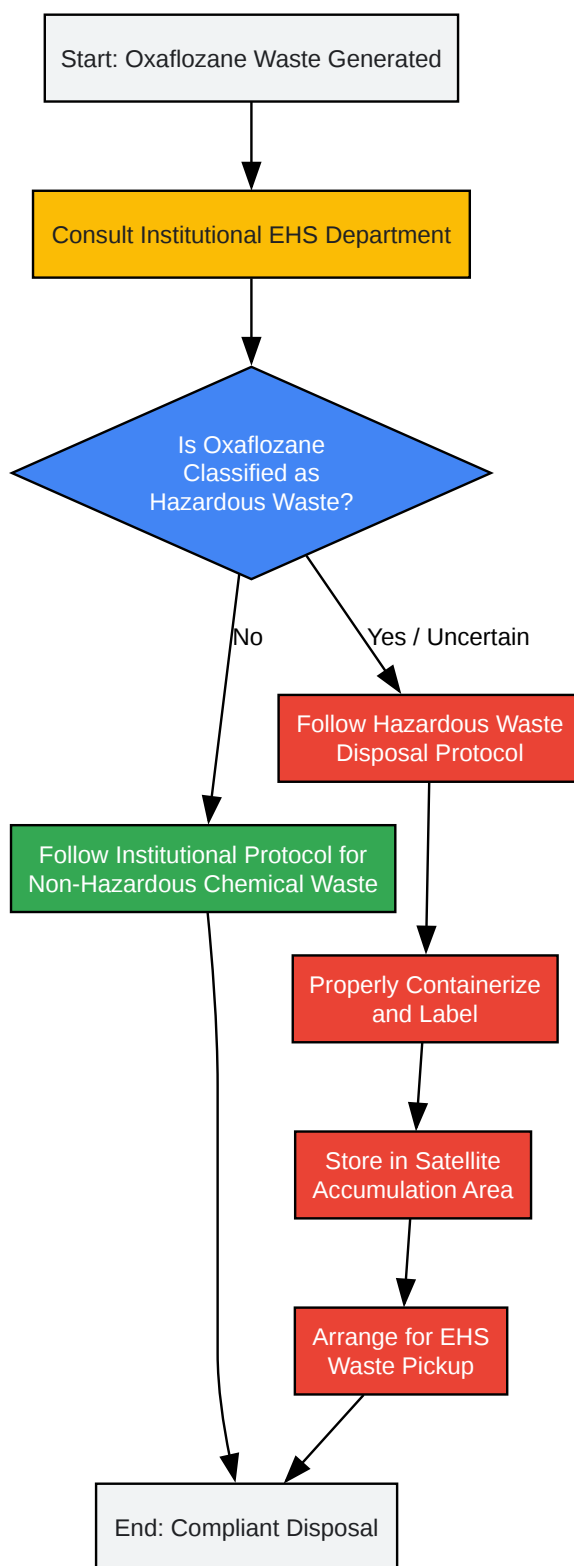 Start: Oxaflozane Waste Generated
Consult Institutional EHS Department
Is Oxaflozane
Classified as
Hazardous Waste?
No
Yes / Uncertain
Follow Hazardous Waste
Disposal Protocol
Follow Institutional Protocol for
Non-Hazardous Chemical Waste
Properly Containerize
and Label
Store in Satellite
Accumulation Area
Arrange for EHS
Waste Pickup
End: Compliant Disposal